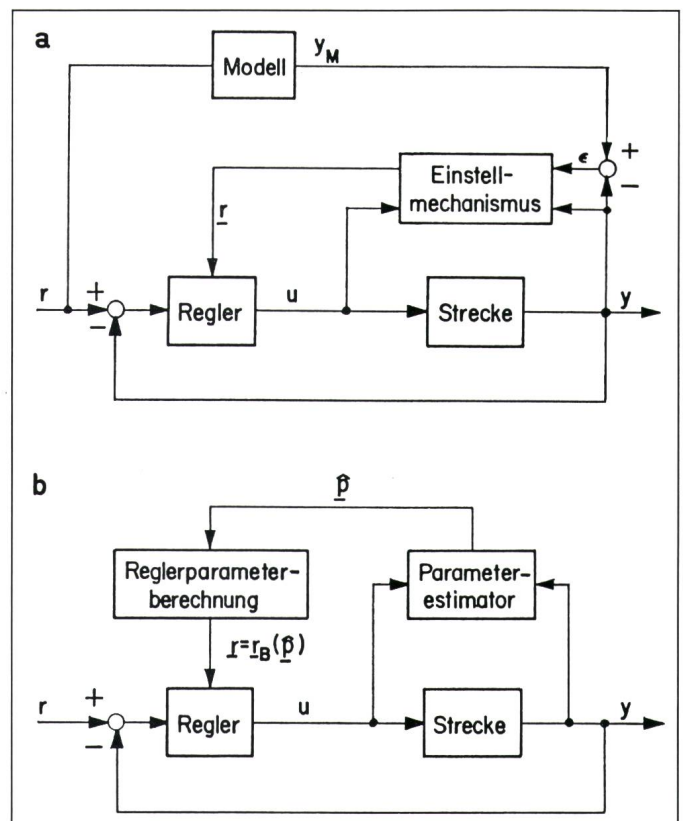 a
Modell
y_M
+
ϵ
−
Einstell-
mechanismus
r
r
+
−
Regler
u
Strecke
y
b
p̂
Reglerparameter-
berechnung
Parameter-
estimator
r=r_B(p̂)
r
+
−
Regler
u
Strecke
y